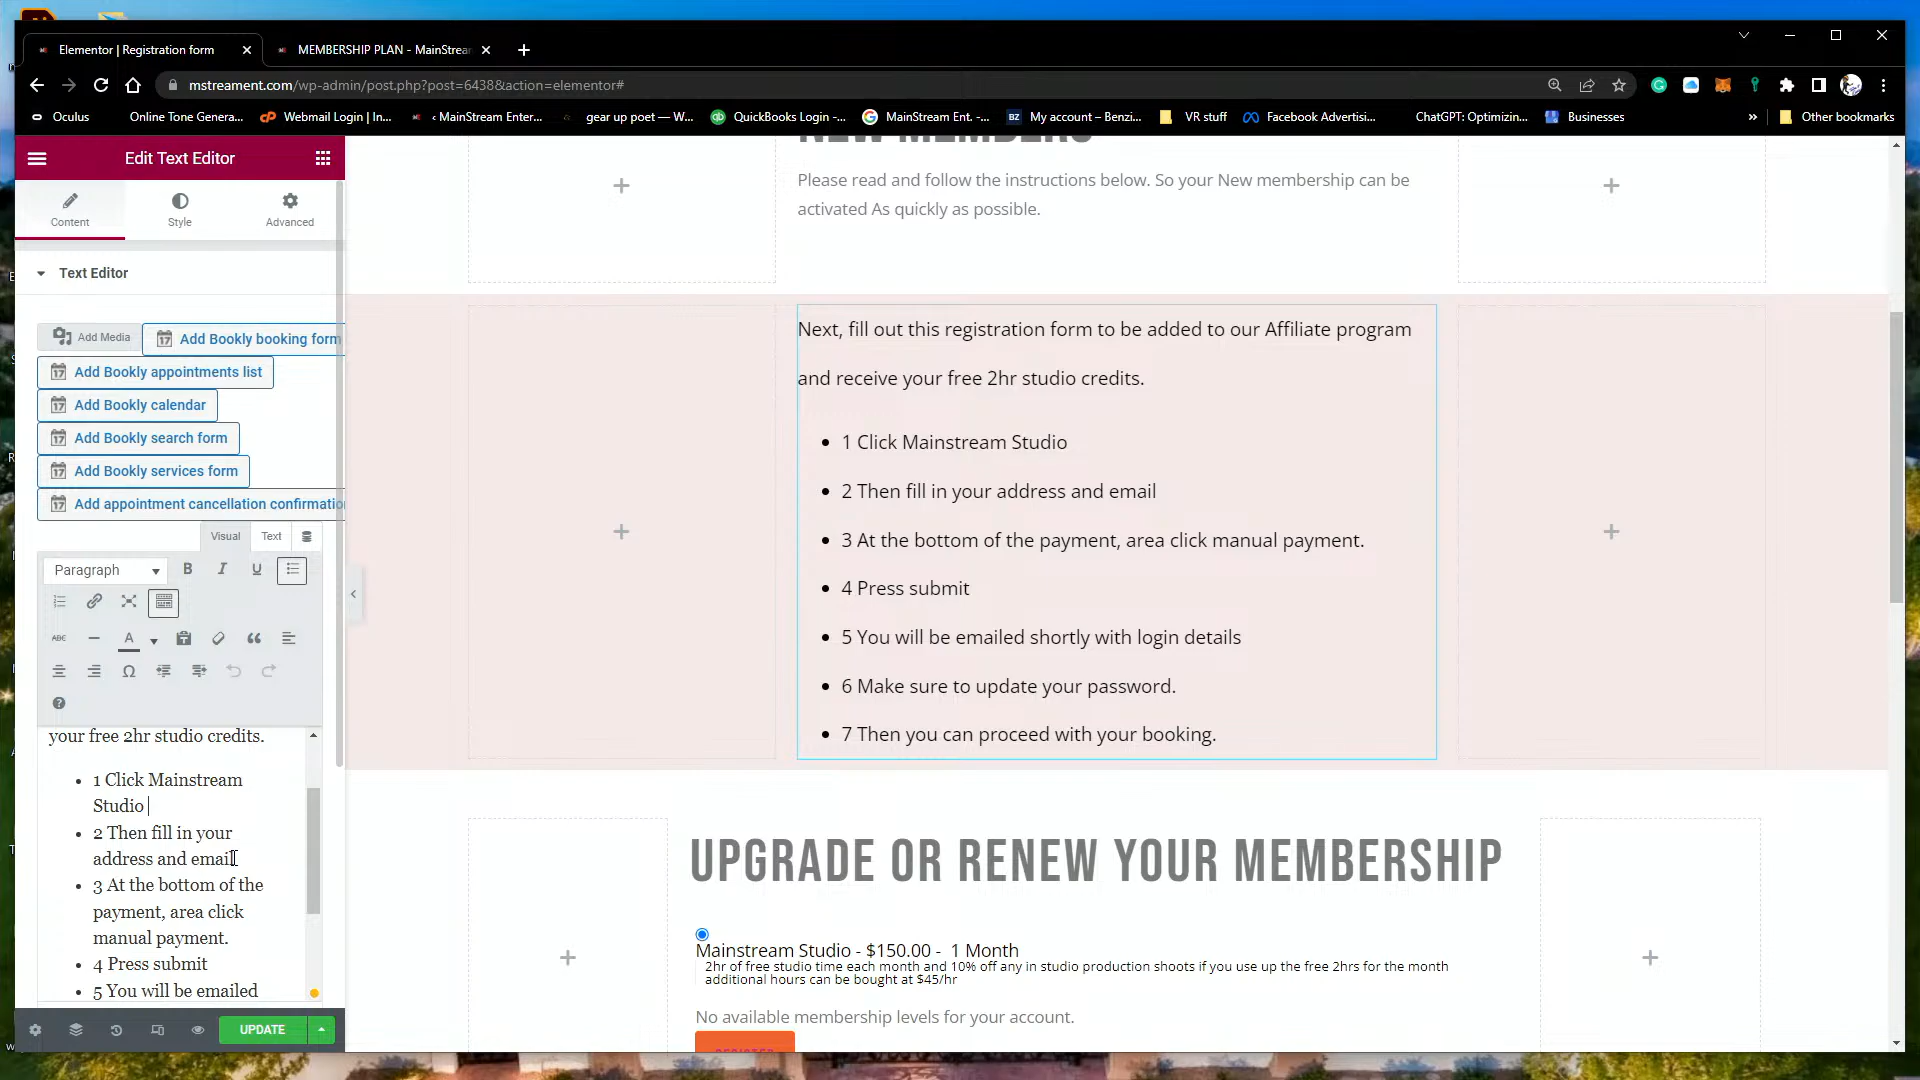 Elementor | Registration form
MEMBERSHIP PLAN - MainStrear
mstreament.com/wp-admin/post.php?post=6438&action=elementor#
Oculus
Online Tone Genera...
Webmail Login | In...
‹ MainStream Enter...
gear up poet — W...
QuickBooks Login -...
MainStream Ent. -...
My account – Benzi...
VR stuff
Facebook Advertisi...
ChatGPT: Optimizin...
Businesses
»
Other bookmarks
Edit Text Editor
Content
Style
Advanced
Text Editor
Add Media
Add Bookly booking form
Add Bookly appointments list
Add Bookly calendar
Add Bookly search form
Add Bookly services form
Add appointment cancellation confirmatio
Visual
Text
Paragraph
B
I
U
ABC
A
Ω
your free 2hr studio credits.
• 1 Click Mainstream
Studio
• 2 Then fill in your
address and email
• 3 At the bottom of the
payment, area click
manual payment.
• 4 Press submit
• 5 You will be emailed
UPDATE
NEW MEMBERS
Please read and follow the instructions below. So your New membership can be
activated As quickly as possible.
Next, fill out this registration form to be added to our Affiliate program
and receive your free 2hr studio credits.
• 1 Click Mainstream Studio
• 2 Then fill in your address and email
• 3 At the bottom of the payment, area click manual payment.
• 4 Press submit
• 5 You will be emailed shortly with login details
• 6 Make sure to update your password.
• 7 Then you can proceed with your booking.
UPGRADE OR RENEW YOUR MEMBERSHIP
Mainstream Studio - $150.00 - 1 Month
2hr of free studio time each month and 10% off any in studio production shoots if you use up the free 2hrs for the month
additional hours can be bought at $45/hr
No available membership levels for your account.
REGISTER